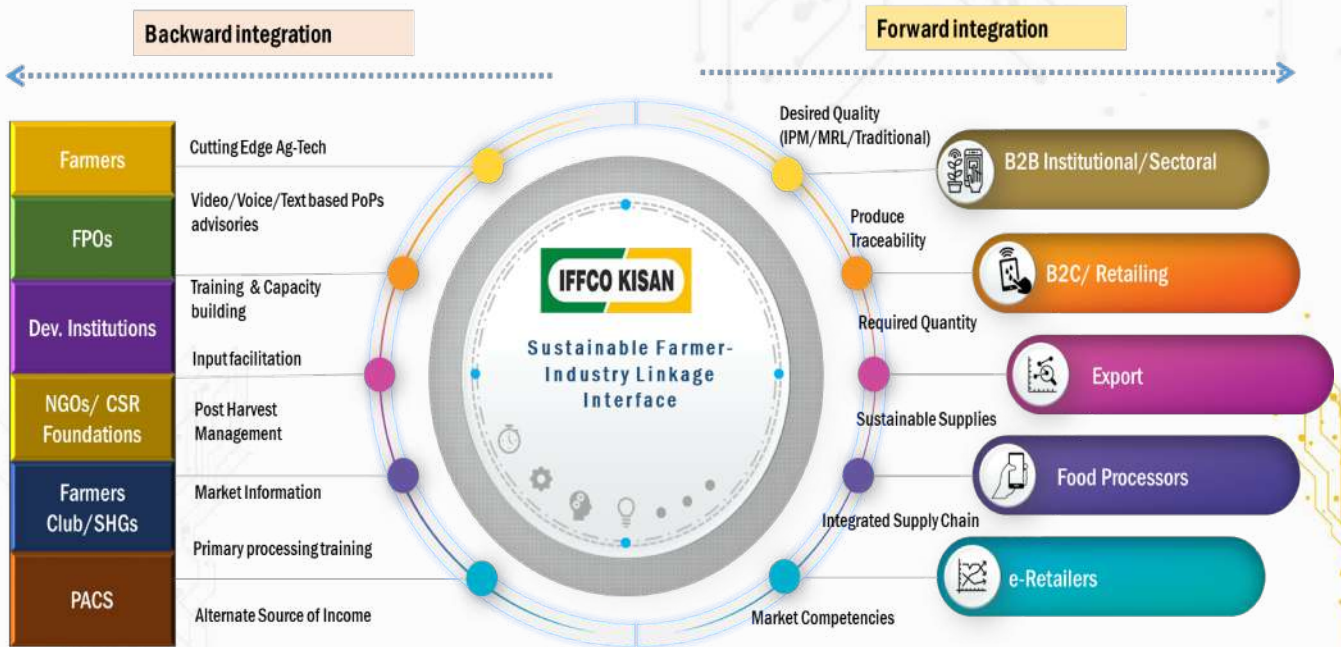 Backward integration
Forward integration
Farmers
FPOs
Dev. Institutions
NGOs/ CSR
Foundations
Farmers
Club/SHGs
PACS
Cutting Edge Ag-Tech
Video/Voice/Text based PoPs
advisories
Training & Capacity
building
Input facilitation
Post Harvest
Management
Market Information
Primary processing training
Alternate Source of Income
IFFCO KISAN
Sustainable Farmer-
Industry Linkage
Interface
Desired Quality
(IPM/MRL/Traditional)
Produce
Traceability
Required Quantity
Sustainable Supplies
Integrated Supply Chain
Market Competencies
B2B Institutional/Sectoral
B2C/ Retailing
Export
Food Processors
e-Retailers